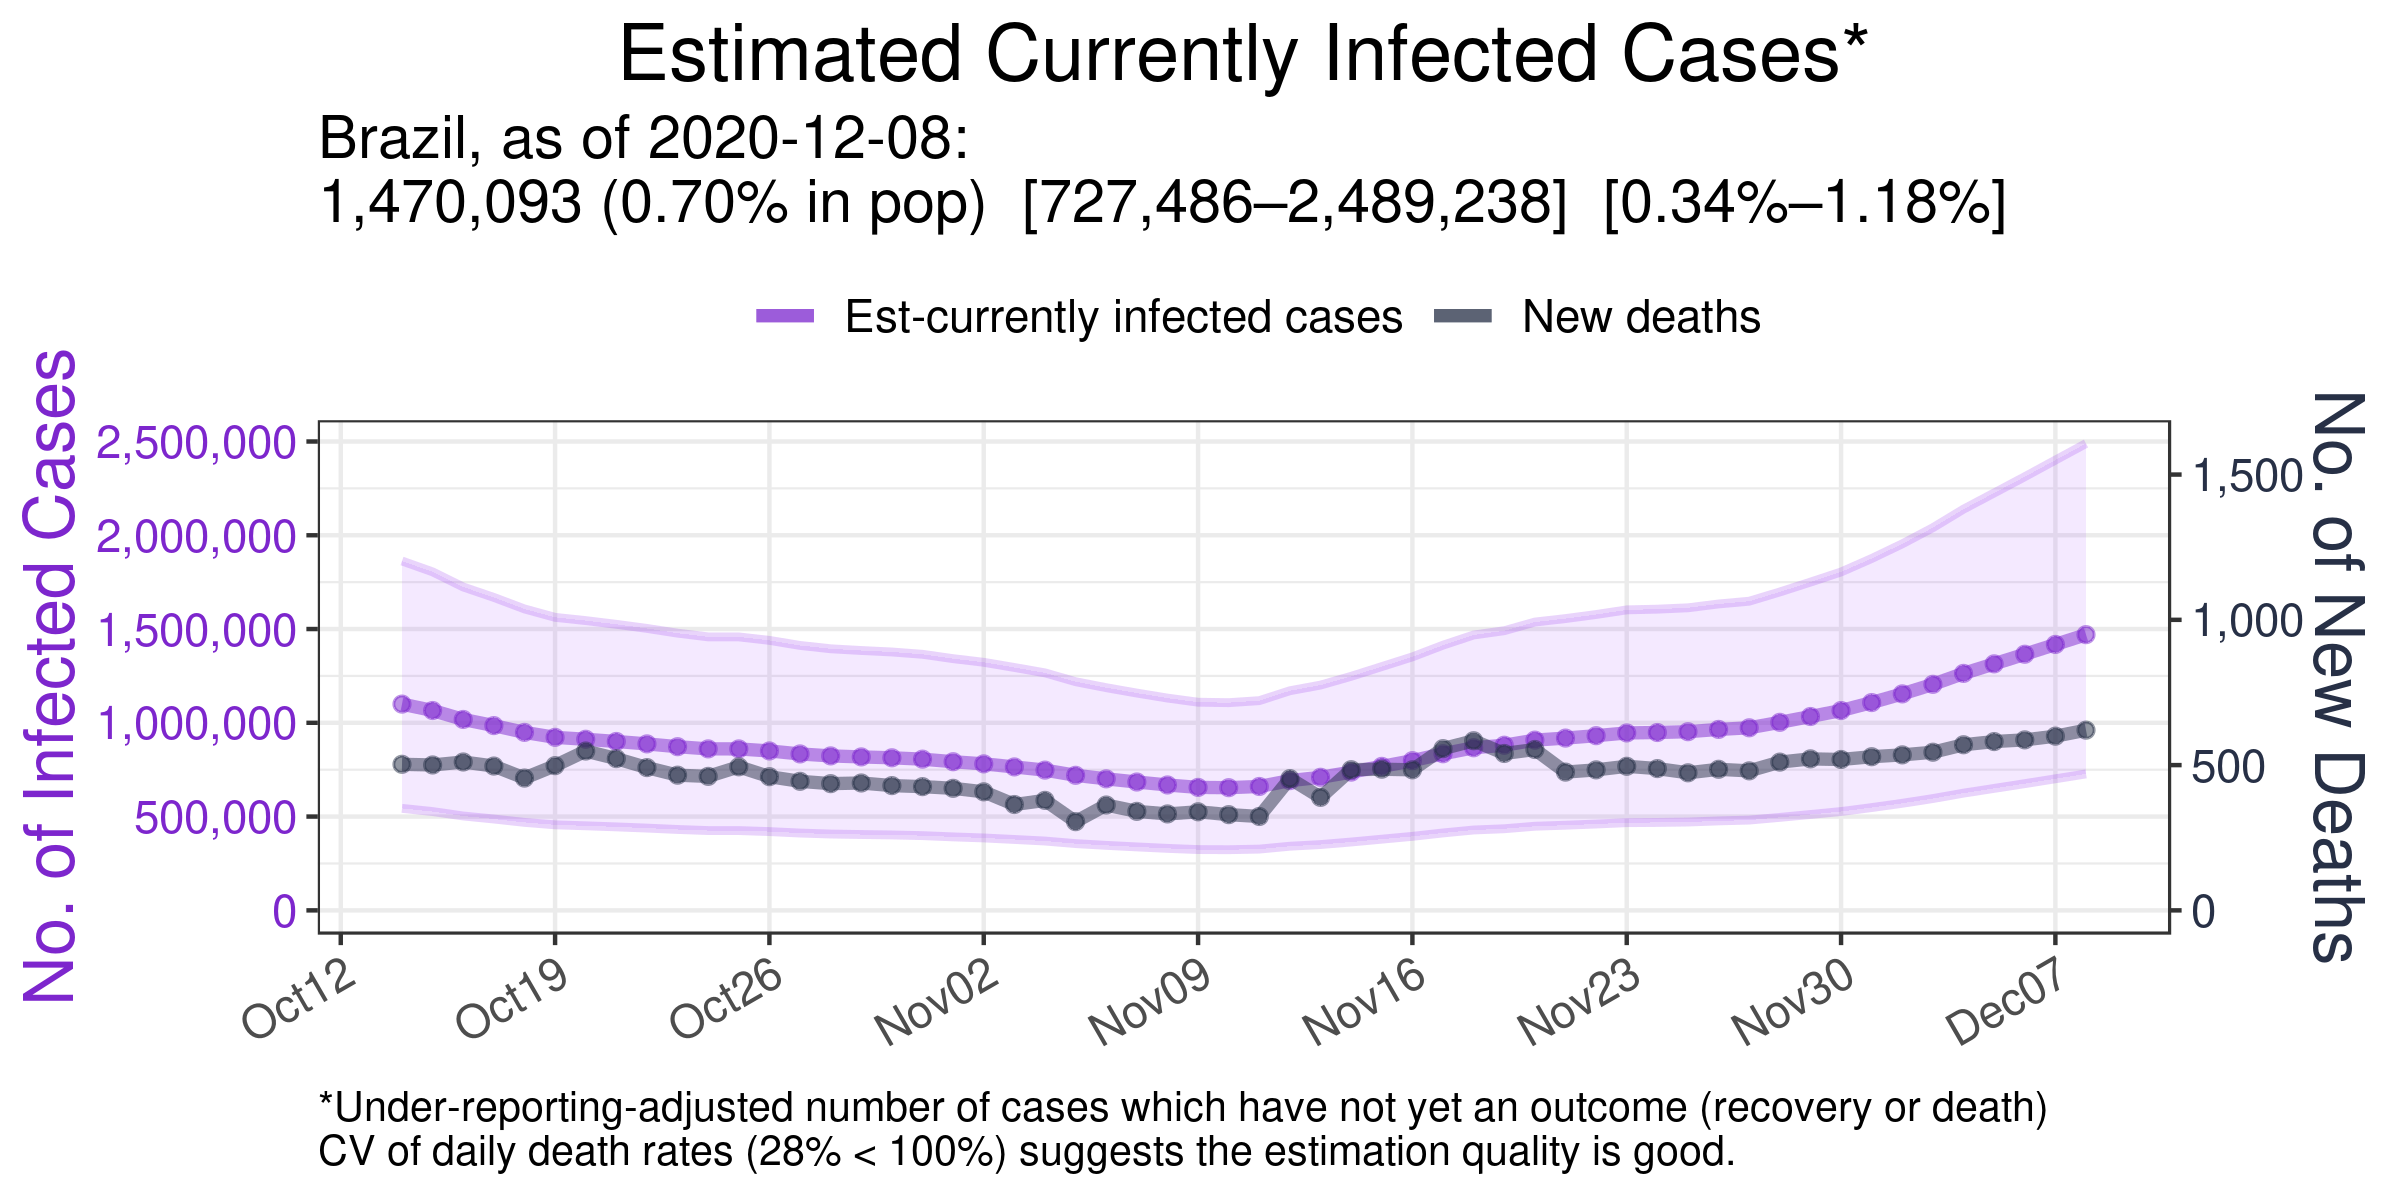 Estimated Currently Infected Cases*
Brazil, as of 2020-12-08:
1,470,093 (0.70% in pop)  [727,486–2,489,238]  [0.34%–1.18%]
Est-currently infected cases
New deaths
No. of Infected Cases
2,500,000
2,000,000
1,500,000
1,000,000
500,000
0
1,500
1,000
500
0
No. of New Deaths
Oct12
Oct19
Oct26
Nov02
Nov09
Nov16
Nov23
Nov30
Dec07
*Under-reporting-adjusted number of cases which have not yet an outcome (recovery or death)
CV of daily death rates (28% < 100%) suggests the estimation quality is good.